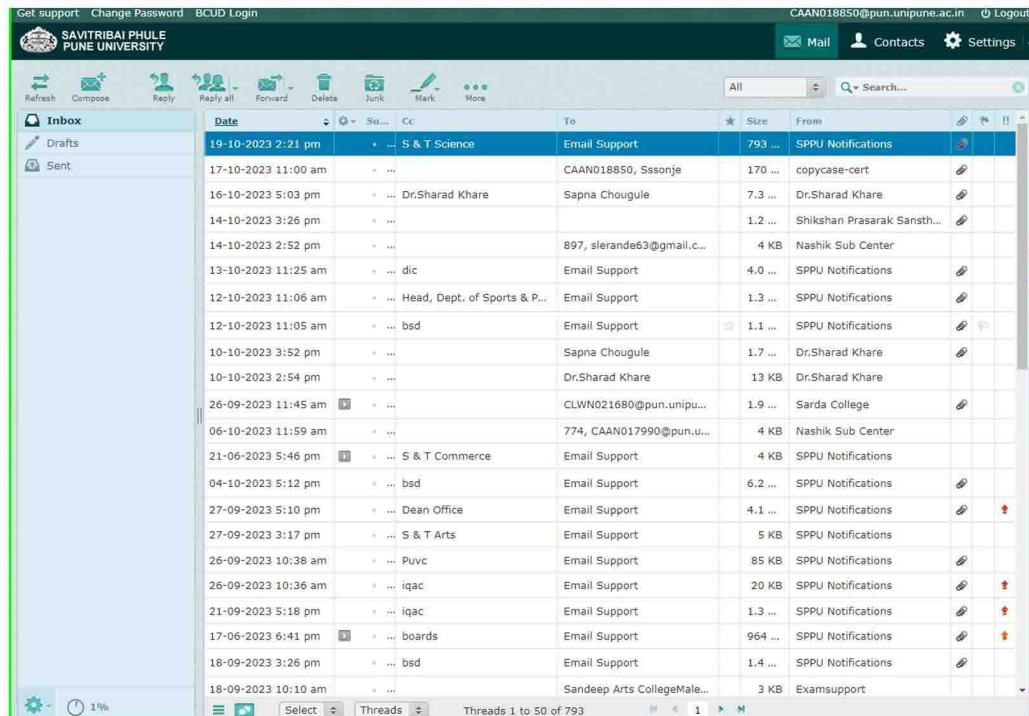 Get support Change Password BCUD Login CAAN018850@pun.unipune.ac.in Logout
SAVITRIBAI PHULE
PUNE UNIVERSITY
Mail Contacts Settings
Refresh Compose Reply Reply all Forward Delete Junk Mark More All Search...
Inbox
Drafts
Sent
Date Su... Cc To Size From !!
19-10-2023 2:21 pm ... S & T Science Email Support 793 ... SPPU Notifications
17-10-2023 11:00 am ... CAAN018850, Sssonje 170 ... copycase-cert
16-10-2023 5:03 pm ... Dr.Sharad Khare Sapna Chougule 7.3 ... Dr.Sharad Khare
14-10-2023 3:26 pm ... 1.2 ... Shikshan Prasarak Sansth...
14-10-2023 2:52 pm ... 897, slerande63@gmail.c... 4 KB Nashik Sub Center
13-10-2023 11:25 am ... dic Email Support 4.0 ... SPPU Notifications
12-10-2023 11:06 am ... Head, Dept. of Sports & P... Email Support 1.3 ... SPPU Notifications
12-10-2023 11:05 am ... bsd Email Support 1.1 ... SPPU Notifications
10-10-2023 3:52 pm ... Sapna Chougule 1.7 ... Dr.Sharad Khare
10-10-2023 2:54 pm ... Dr.Sharad Khare 13 KB Dr.Sharad Khare
26-09-2023 11:45 am ... CLWN021680@pun.unipu... 1.9 ... Sarda College
06-10-2023 11:59 am ... 774, CAAN017990@pun.u... 4 KB Nashik Sub Center
21-06-2023 5:46 pm ... S & T Commerce Email Support 4 KB SPPU Notifications
04-10-2023 5:12 pm ... bsd Email Support 6.2 ... SPPU Notifications
27-09-2023 5:10 pm ... Dean Office Email Support 4.1 ... SPPU Notifications
27-09-2023 3:17 pm ... S & T Arts Email Support 5 KB SPPU Notifications
26-09-2023 10:38 am ... Puvc Email Support 85 KB SPPU Notifications
26-09-2023 10:36 am ... iqac Email Support 20 KB SPPU Notifications
21-09-2023 5:18 pm ... iqac Email Support 1.3 ... SPPU Notifications
17-06-2023 6:41 pm ... boards Email Support 964 ... SPPU Notifications
18-09-2023 3:26 pm ... bsd Email Support 1.4 ... SPPU Notifications
18-09-2023 10:10 am ... Sandeep Arts CollegeMale... 3 KB Examsupport
1% Select Threads Threads 1 to 50 of 793 1